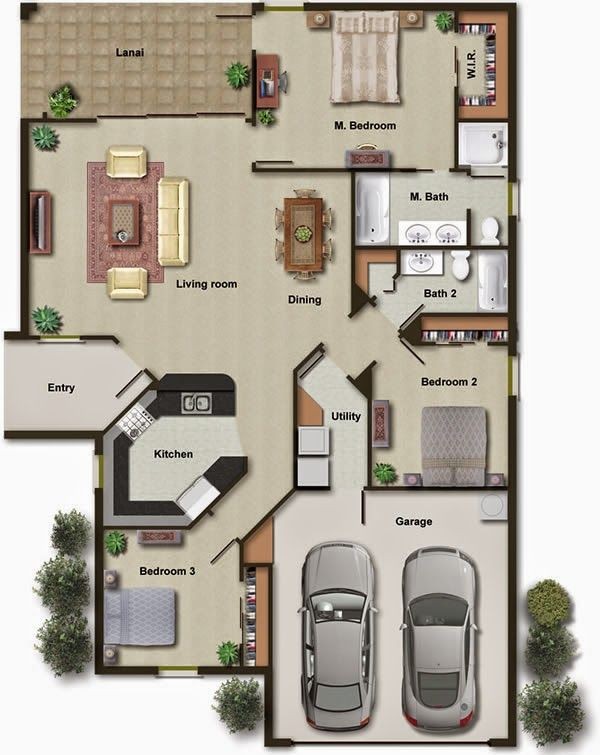 Lanai
W.I.R.
M. Bedroom
M. Bath
Living room
Dining
Bath 2
Entry
Bedroom 2
Utility
Kitchen
Garage
Bedroom 3